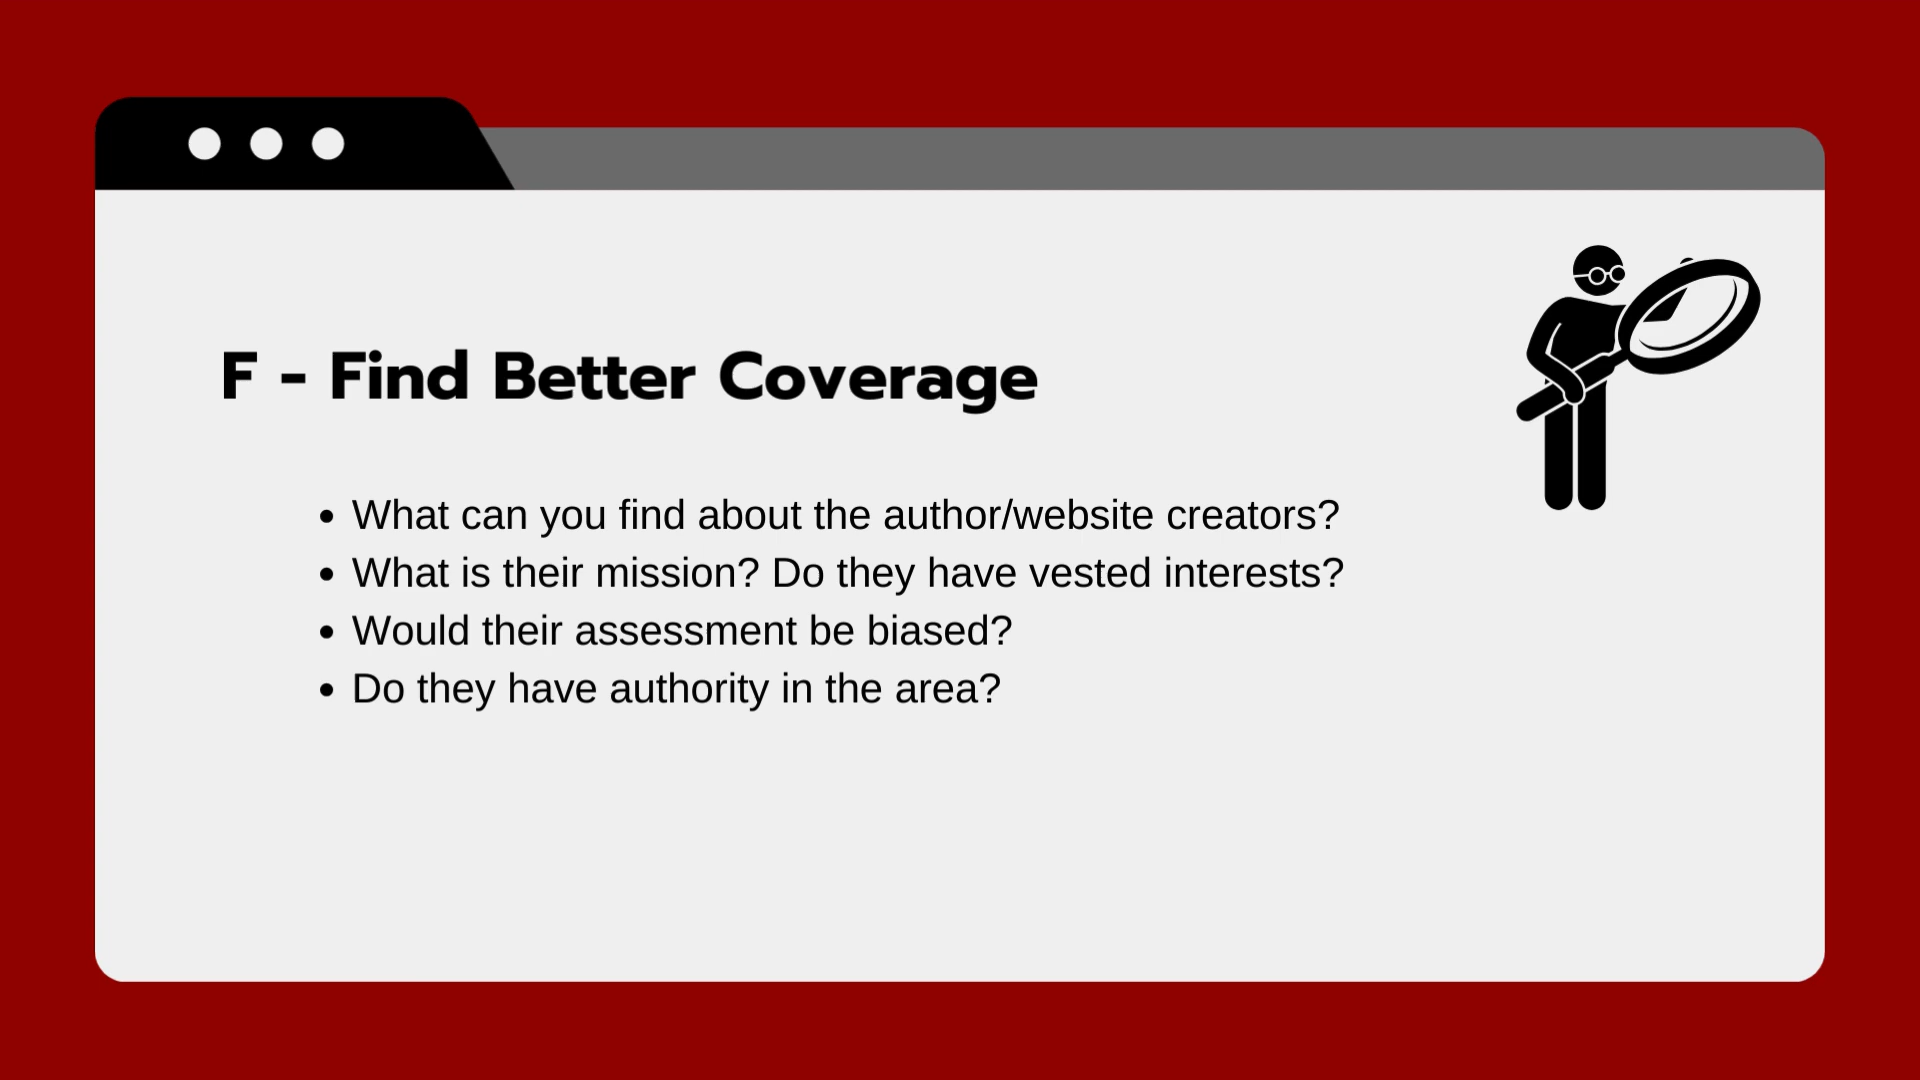 F - Find Better Coverage
• What can you find about the author/website creators?
• What is their mission? Do they have vested interests?
• Would their assessment be biased?
• Do they have authority in the area?